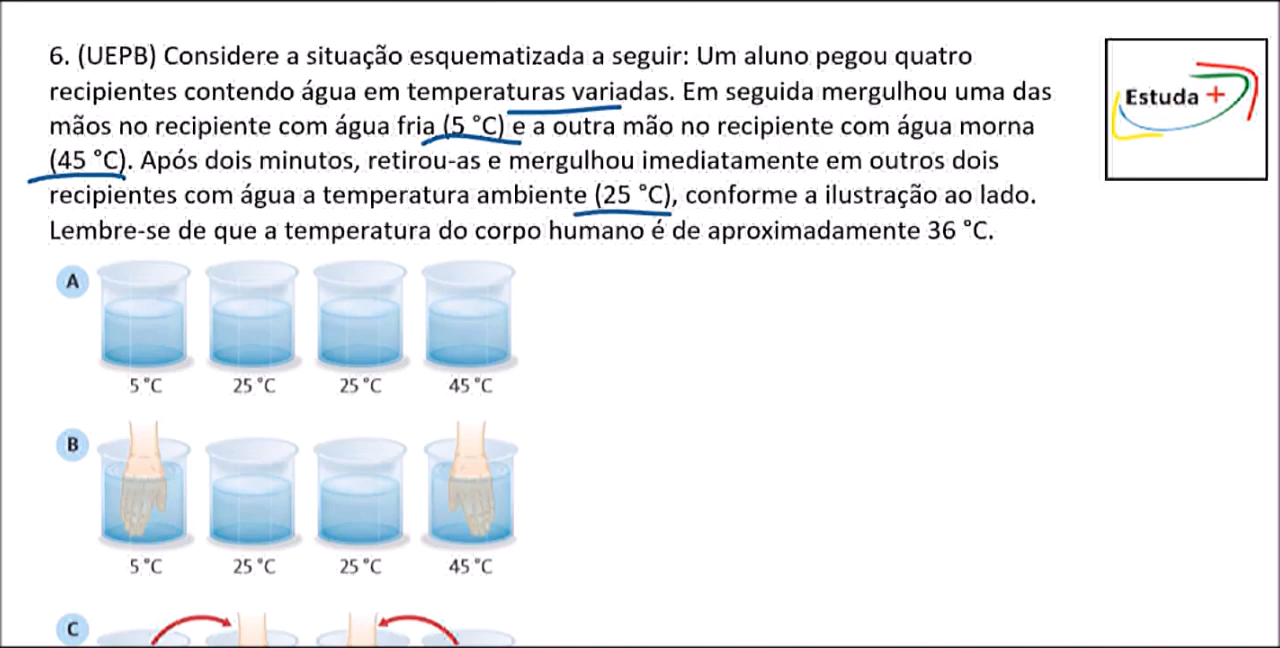 6. (UEPB) Considere a situação esquematizada a seguir: Um aluno pegou quatro
recipientes contendo água em temperaturas variadas. Em seguida mergulhou uma das
mãos no recipiente com água fria (5 °C) e a outra mão no recipiente com água morna
(45 °C). Após dois minutos, retirou-as e mergulhou imediatamente em outros dois
recipientes com água a temperatura ambiente (25 °C), conforme a ilustração ao lado.
Lembre-se de que a temperatura do corpo humano é de aproximadamente 36 °C.
Estuda +
A
5 °C 25 °C 25 °C 45 °C
B
5 °C 25 °C 25 °C 45 °C
C